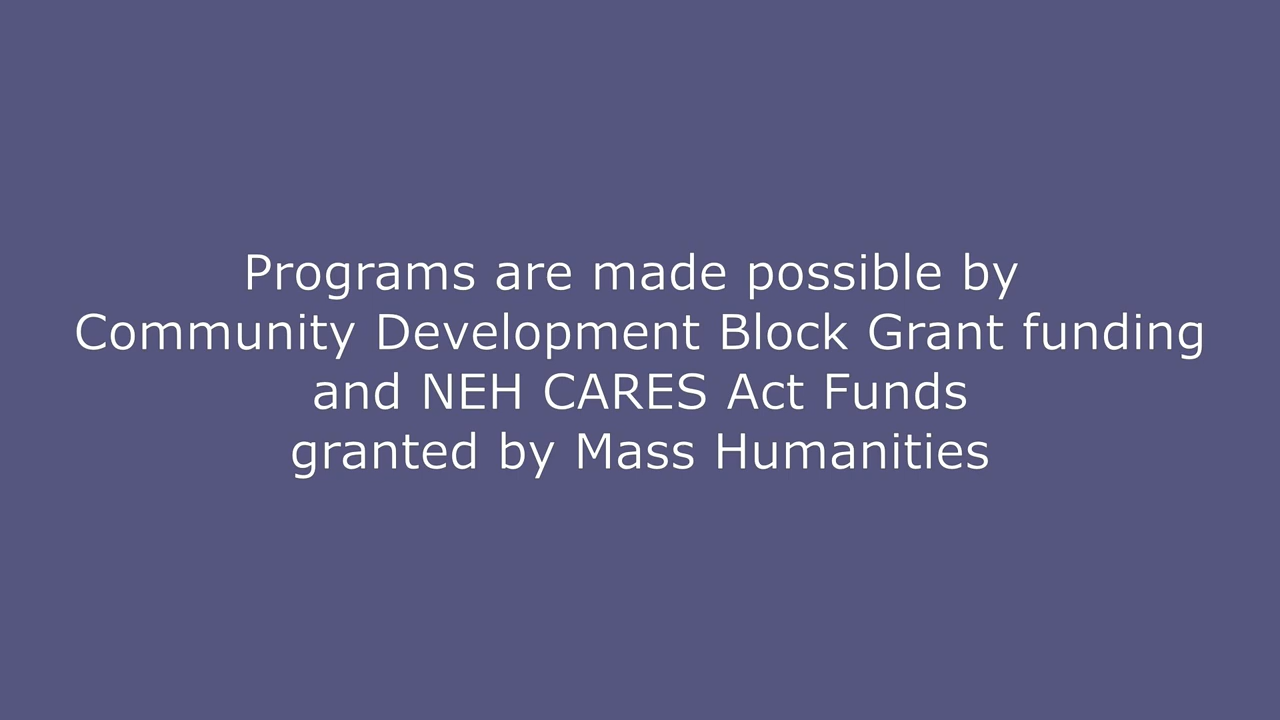 Programs are made possible by
Community Development Block Grant funding
and NEH CARES Act Funds
granted by Mass Humanities